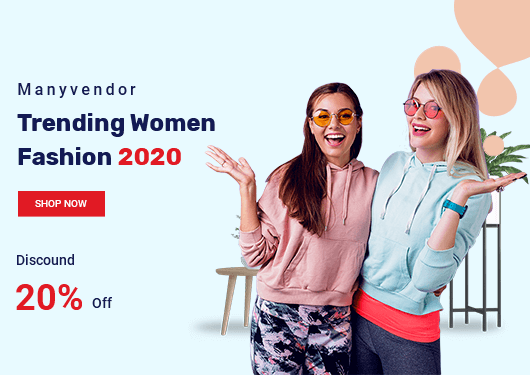 Manyvendor
Trending Women
Fashion 2020
SHOP NOW
Discound
20% Off